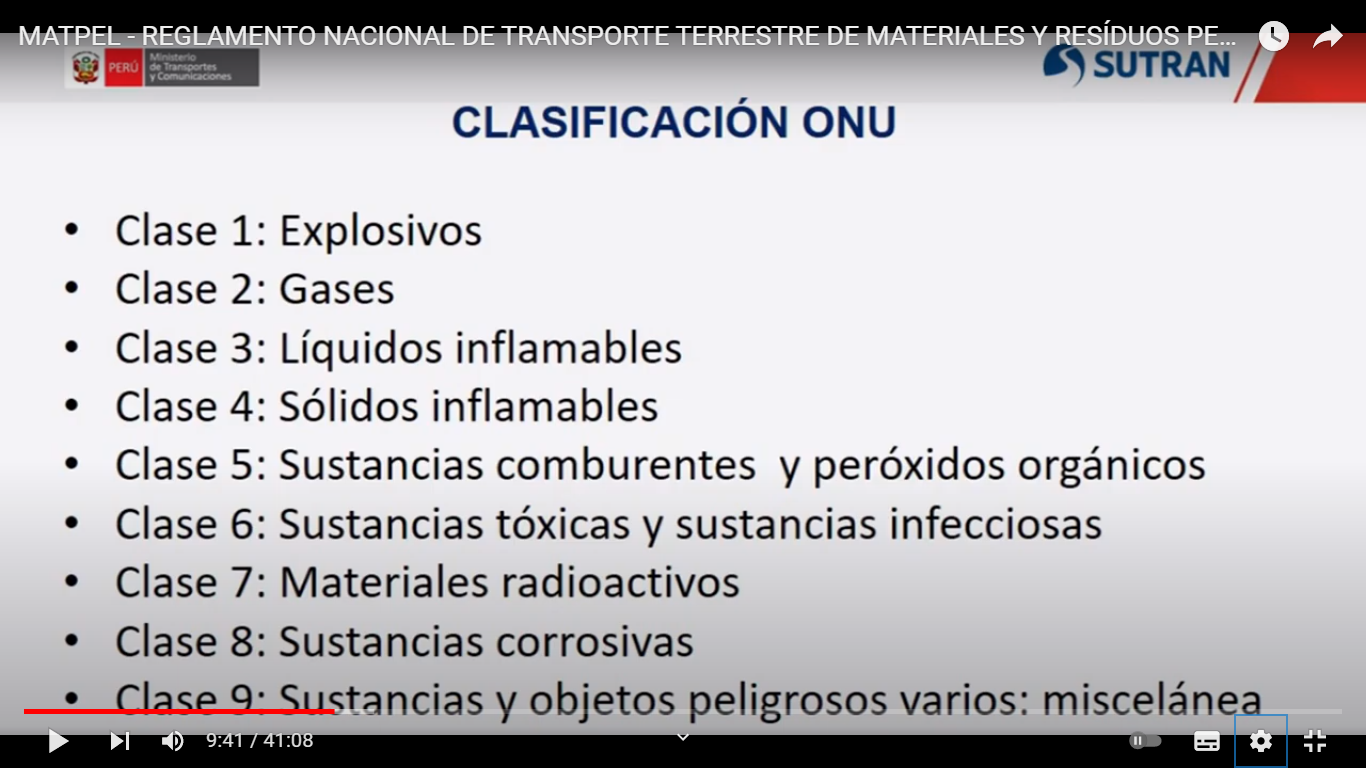 MATPEL - REGLAMENTO NACIONAL DE TRANSPORTE TERRESTRE DE MATERIALES Y RESÍDUOS PE...
PERÚ
Ministerio
de Transportes
y Comunicaciones
SUTRAN
CLASIFICACIÓN ONU
• Clase 1: Explosivos
• Clase 2: Gases
• Clase 3: Líquidos inflamables
• Clase 4: Sólidos inflamables
• Clase 5: Sustancias comburentes y peróxidos orgánicos
• Clase 6: Sustancias tóxicas y sustancias infecciosas
• Clase 7: Materiales radioactivos
• Clase 8: Sustancias corrosivas
• Clase 9: Sustancias y objetos peligrosos varios: miscelánea
9:41 / 41:08